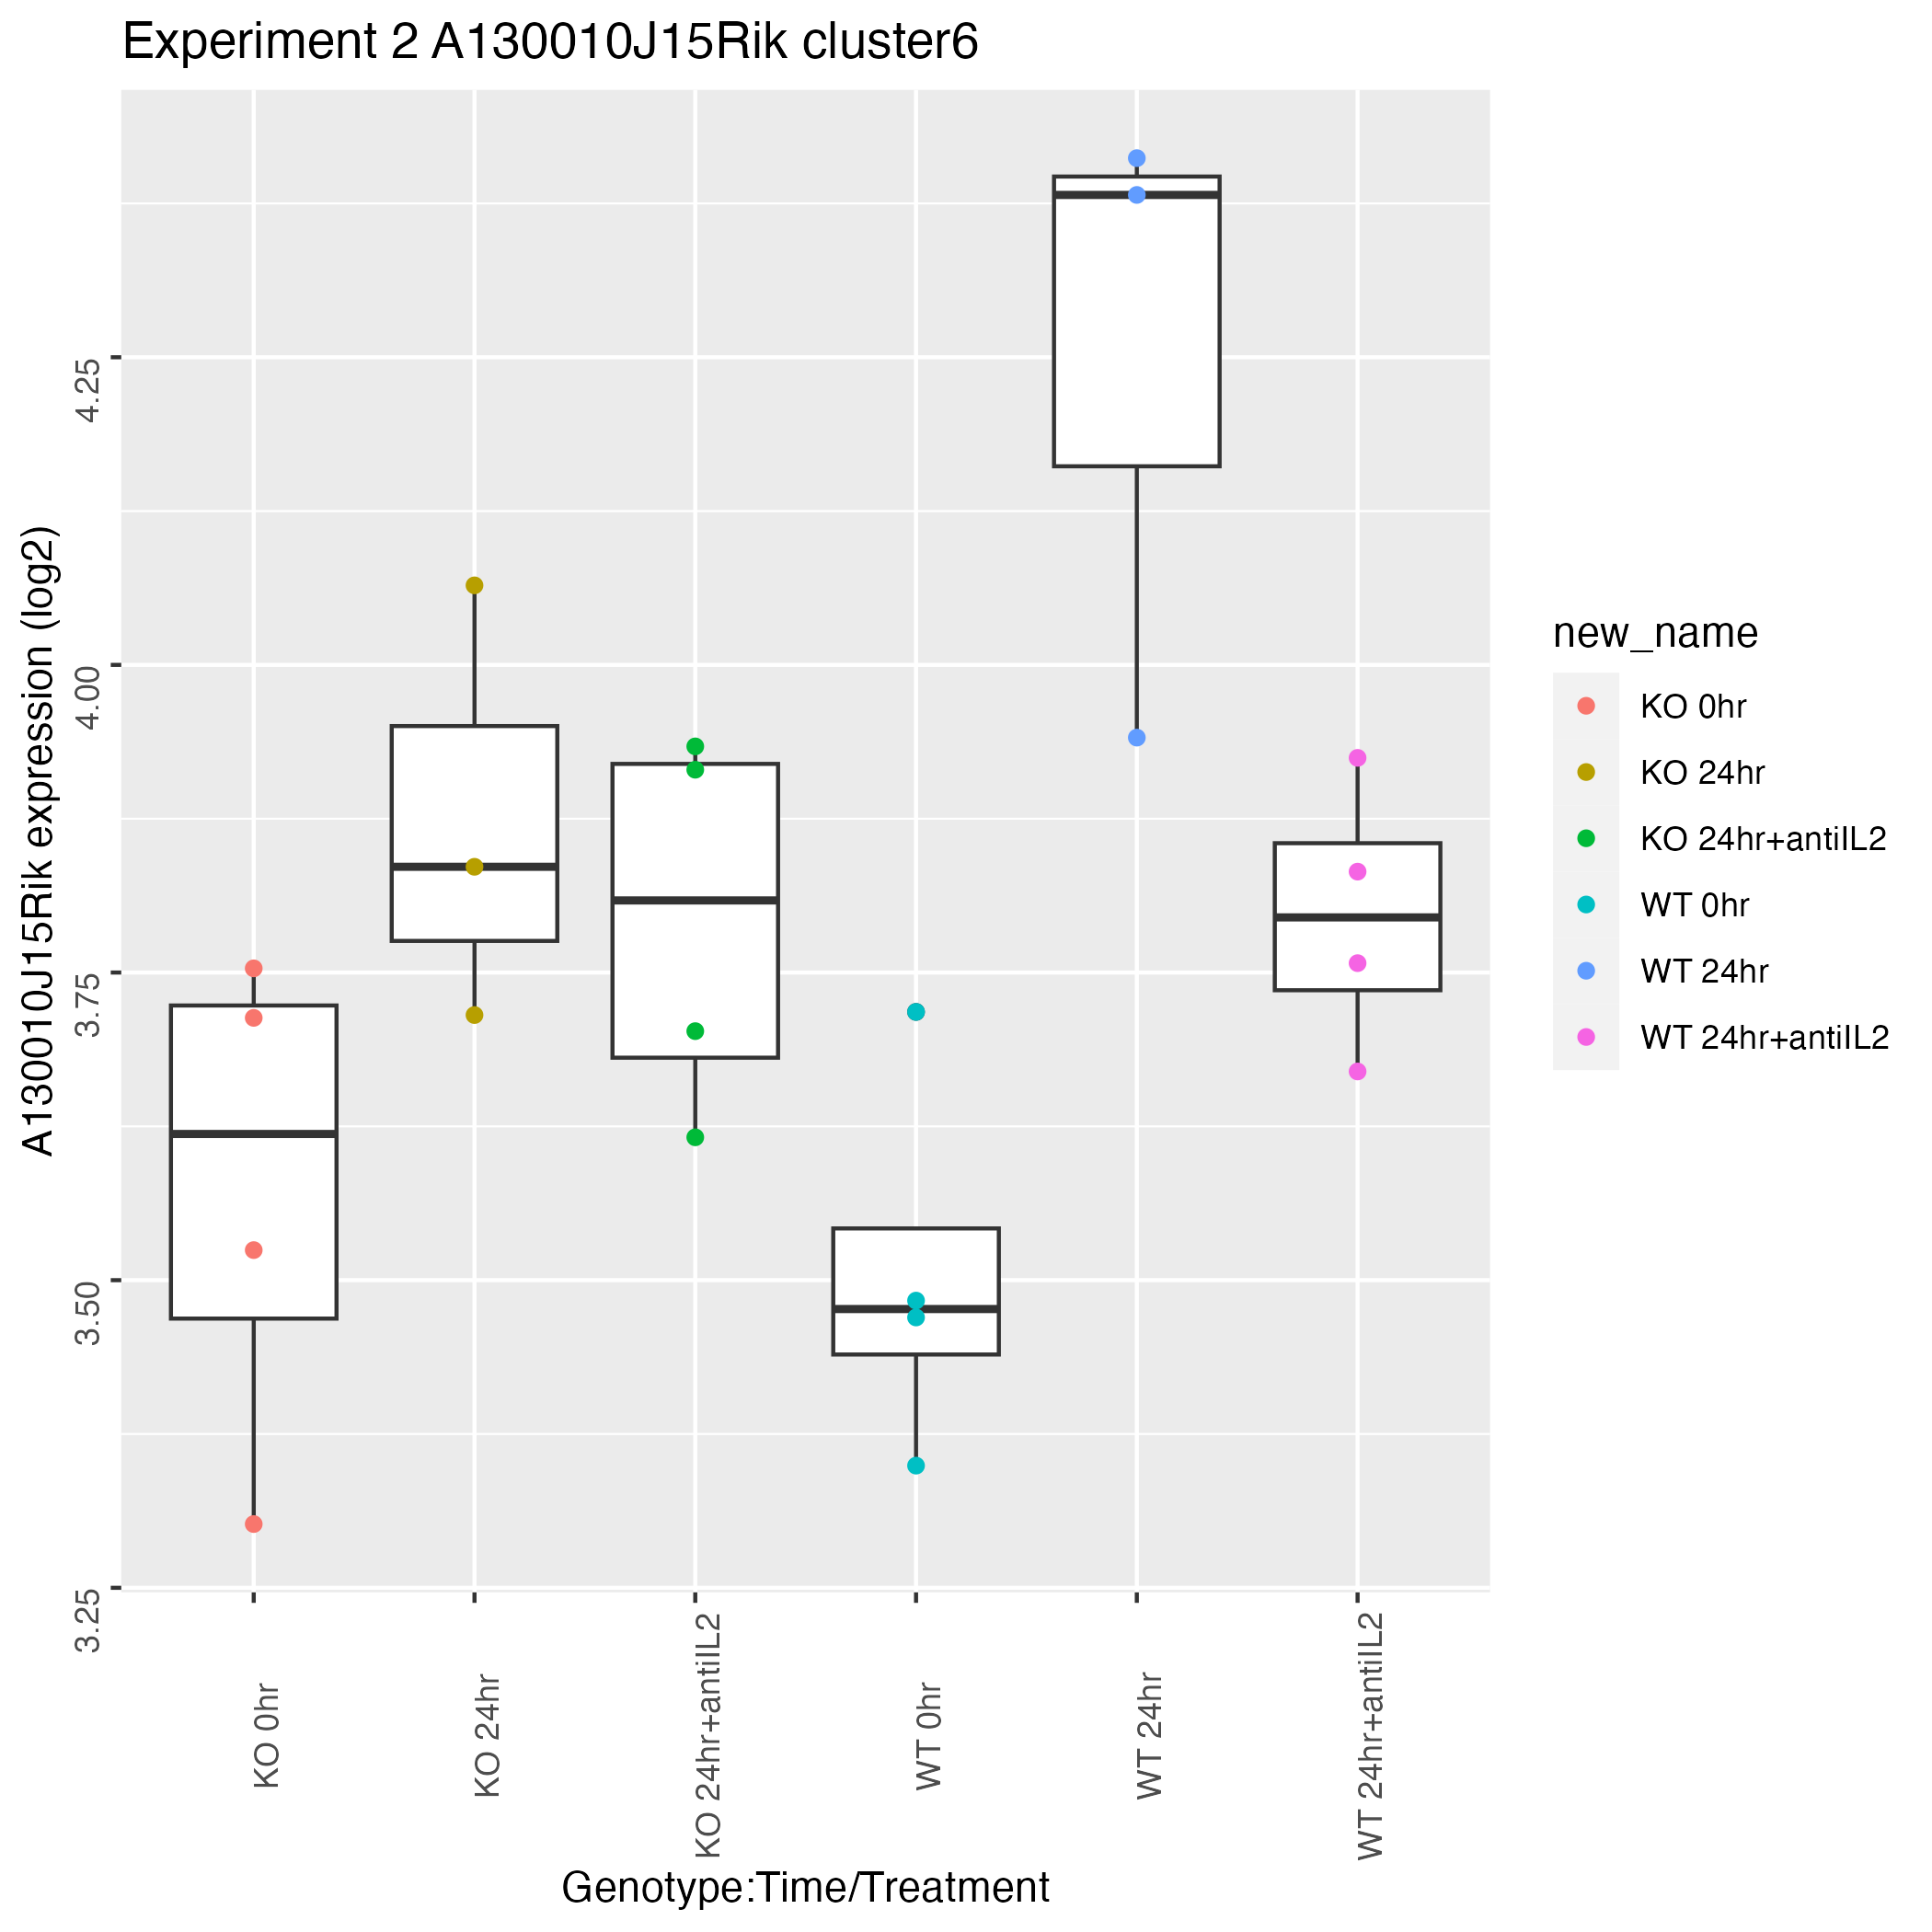 Experiment 2 A130010J15Rik cluster6
A130010J15Rik expression (log2)
4.25
4.00
3.75
3.50
3.25
KO 0hr
KO 24hr
KO 24hr+antiIL2
WT 0hr
WT 24hr
WT 24hr+antiIL2
Genotype:Time/Treatment
new_name
KO 0hr
KO 24hr
KO 24hr+antiIL2
WT 0hr
WT 24hr
WT 24hr+antiIL2